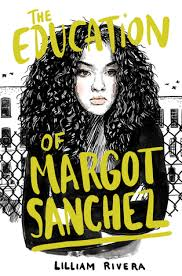 THE
EDUCATION
OF
MARGOT
SANCHEZ
LILLIAM RIVERA